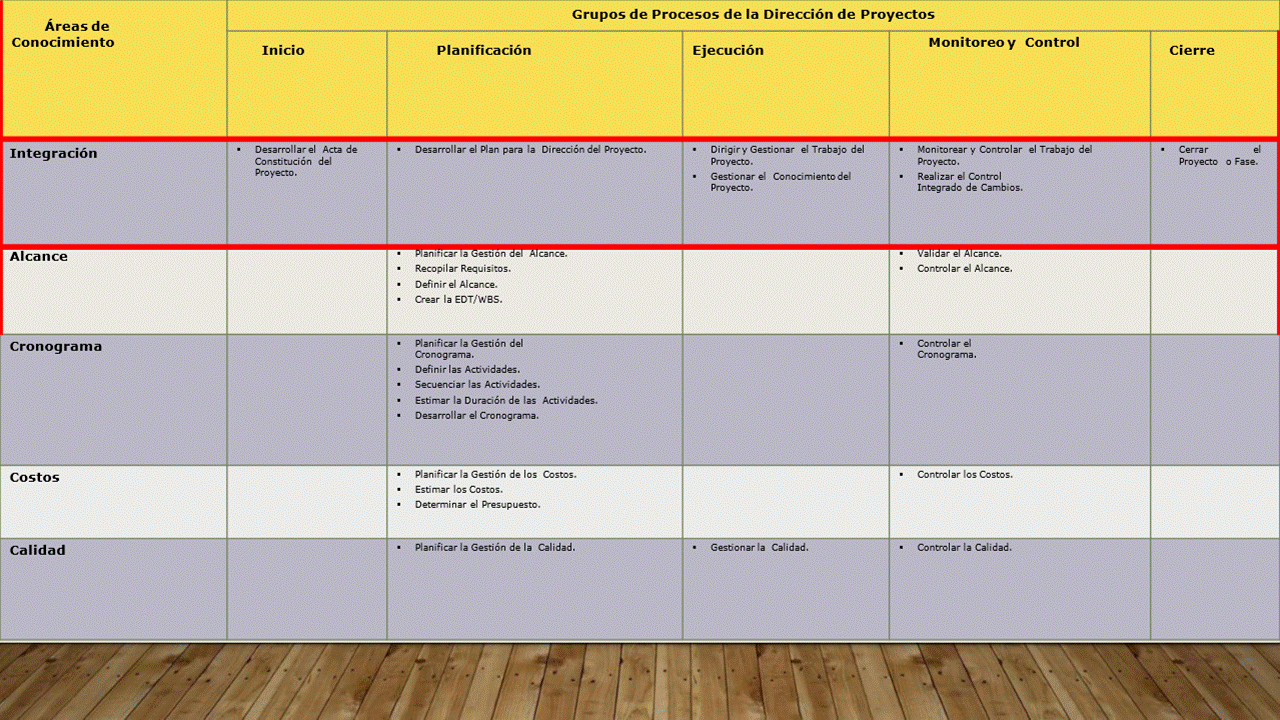 Áreas de
Conocimiento
Grupos de Procesos de la Dirección de Proyectos
Inicio
Planificación
Ejecución
Monitoreo y Control
Cierre
Integración
▪ Desarrollar el Acta de
Constitución del
Proyecto.
▪ Desarrollar el Plan para la Dirección del Proyecto.
▪ Dirigir y Gestionar el Trabajo del
Proyecto.
▪ Gestionar el Conocimiento del
Proyecto.
▪ Monitorear y Controlar el Trabajo del
Proyecto.
▪ Realizar el Control
Integrado de Cambios.
▪ Cerrar el
Proyecto o Fase.
Alcance
▪ Planificar la Gestión del Alcance.
▪ Recopilar Requisitos.
▪ Definir el Alcance.
▪ Crear la EDT/WBS.
▪ Validar el Alcance.
▪ Controlar el Alcance.
Cronograma
▪ Planificar la Gestión del
Cronograma.
▪ Definir las Actividades.
▪ Secuenciar las Actividades.
▪ Estimar la Duración de las Actividades.
▪ Desarrollar el Cronograma.
▪ Controlar el
Cronograma.
Costos
▪ Planificar la Gestión de los Costos.
▪ Estimar los Costos.
▪ Determinar el Presupuesto.
▪ Controlar los Costos.
Calidad
▪ Planificar la Gestión de la Calidad.
▪ Gestionar la Calidad.
▪ Controlar la Calidad.